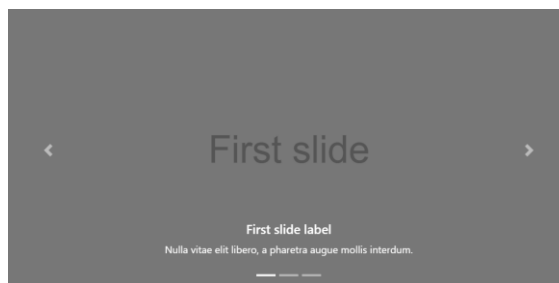 First slide
First slide label
Nulla vitae elit libero, a pharetra augue mollis interdum.